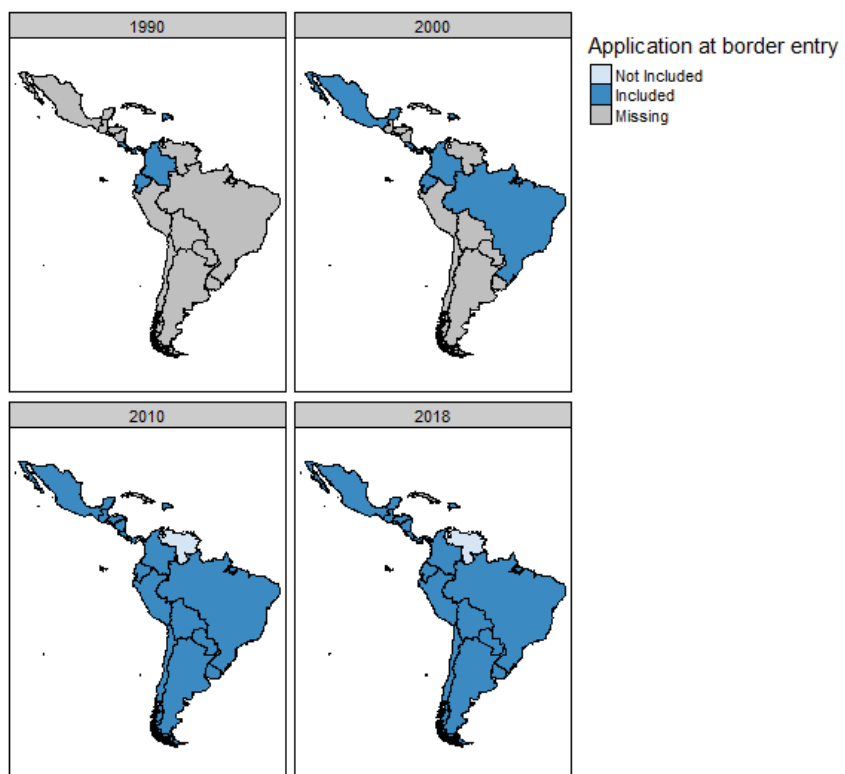 1990
2000
Application at border entry
Not Included
Included
Missing
2010
2018